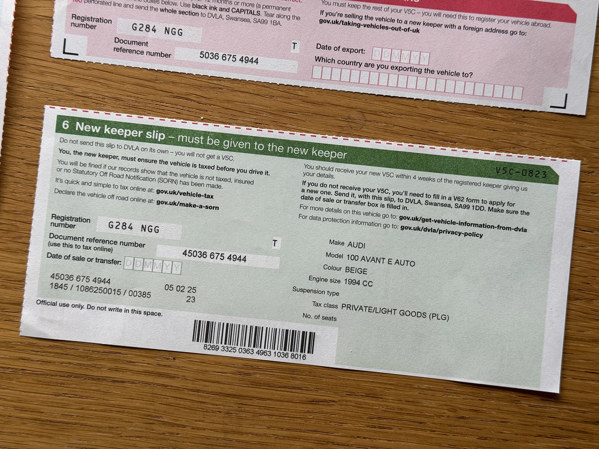 perforated line and send the whole section to DVLA, Swansea, SA99 1BA.
Registration number G284 NGG
T
Document reference number 5036 675 4944
You must keep the rest of your V5C – you will need this to register your vehicle abroad.
If you're selling the vehicle to a new keeper with a foreign address go to:
gov.uk/taking-vehicles-out-of-uk
Date of export:
Which country are you exporting the vehicle to?
6 New keeper slip – must be given to the new keeper
V5C-0823
Do not send this slip to DVLA on its own – you will not get a V5C.
You, the new keeper, must ensure the vehicle is taxed before you drive it.
You will be fined if our records show that the vehicle is not taxed, insured
or no Statutory Off Road Notification (SORN) has been made.
It's quick and simple to tax online at: gov.uk/vehicle-tax
Declare the vehicle off road online at: gov.uk/make-a-sorn
Registration number G284 NGG
T
Document reference number
(use this to tax online) 45036 675 4944
Date of sale or transfer:
45036 675 4944 05 02 25
1845 / 1086250015 / 00385 23
Official use only. Do not write in this space.
8269 3325 0363 4963 1036 8016
You should receive your new V5C within 4 weeks of the registered keeper giving us
your details.
If you do not receive your V5C, you'll need to fill in a V62 form to apply for
a new one. Send it, with this slip, to DVLA, Swansea, SA99 1DD. Make sure the
date of sale or transfer box is filled in.
For more details on this vehicle go to: gov.uk/get-vehicle-information-from-dvla
For data protection information go to: gov.uk/dvla/privacy-policy
Make AUDI
Model 100 AVANT E AUTO
Colour BEIGE
Engine size 1994 CC
Suspension type
Tax class PRIVATE/LIGHT GOODS (PLG)
No. of seats